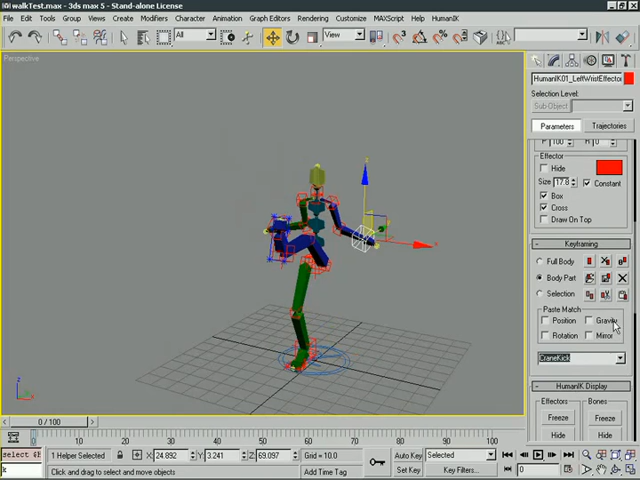 walkTest.max - 3ds max 5 - Stand-alone License
File Edit Tools Group Views Create Modifiers Character Animation Graph Editors Rendering Customize MAXScript Help HumanIK
All
View
Perspective
HumanIK01_LeftWristEffector
Selection Level:
Sub-Object
Parameters Trajectories
P 100 R 0
Effector
Hide
Size 17.8 Constant
Box
Cross
Draw On Top
Keyframing
Full Body
Body Part
Selection
Paste Match
Position Gravity
Rotation Mirror
CraneKick
HumanIK Display
Effectors Bones
Freeze Freeze
Hide Hide
x
y
z
0 / 100
0 10 20 30 40 50 60 70 80 90 100
1 Helper Selected X: 24.892 Y: 3.241 Z: 69.097 Grid = 10.0 Auto Key Selected
Click and drag to select and move objects Add Time Tag Set Key Key Filters... 0